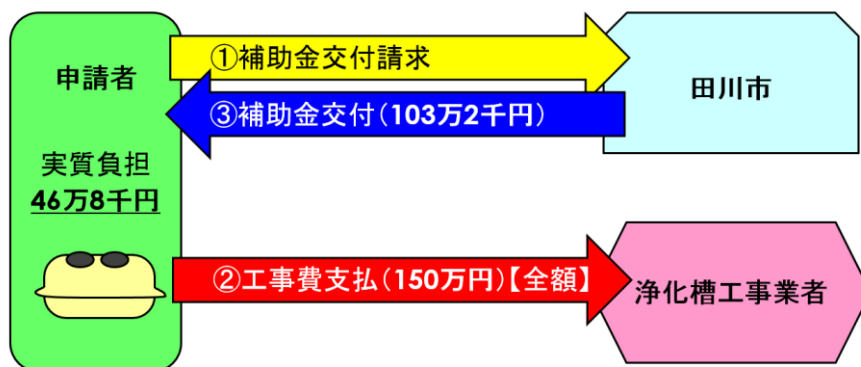 申請者
実質負担
46万8千円
①補助金交付請求
③補助金交付(103万2千円)
②工事費支払(150万円)【全額】
田川市
浄化槽工事業者